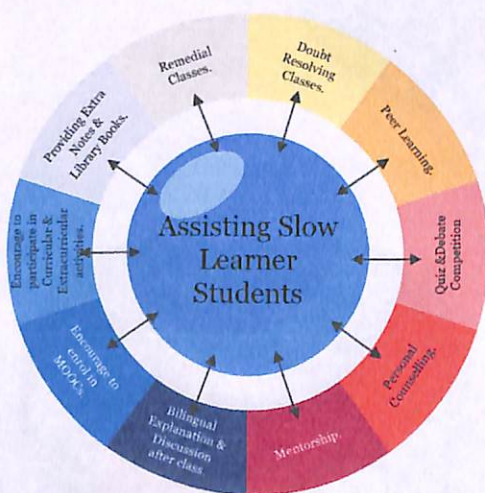 Assisting Slow
Learner
Students
Remedial
Classes.
Doubt
Resolving
Classes.
Peer Learning.
Quiz &Debate
Competition
Personal
Counselling.
Mentorship.
Bilingual
Explanation &
Discussion
after class
Encourage to
enrol in
MOOCs.
Encourage to
participate in
Curricular &
Extracurricular
activities.
Providing Extra
Notes &
Library Books.